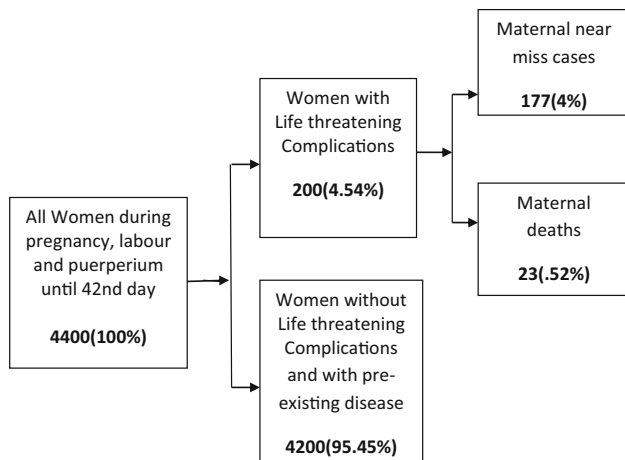 All Women during
pregnancy, labour
and puerperium
until 42nd day
4400(100%)
Women with
Life threatening
Complications
200(4.54%)
Women without
Life threatening
Complications
and with pre-
existing disease
4200(95.45%)
Maternal near
miss cases
177(4%)
Maternal
deaths
23(.52%)